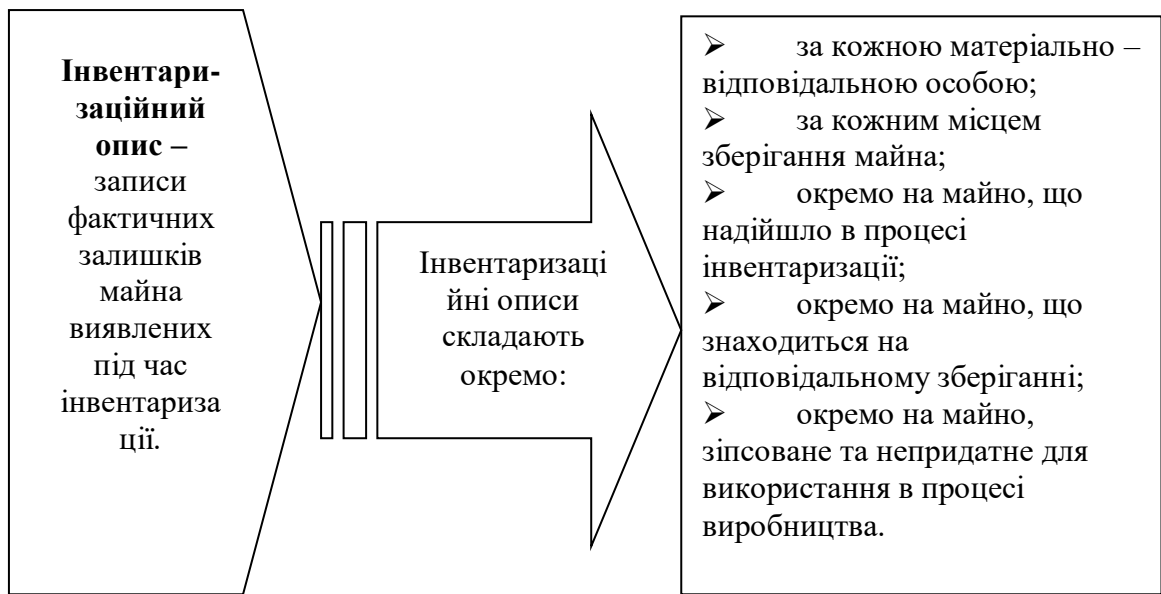 Інвентари-
заційний
опис –
записи
фактичних
залишків
майна
виявлених
під час
інвентариза
ції.
Інвентаризаці
йні описи
складають
окремо:
➢ за кожною матеріально –
відповідальною особою;
➢ за кожним місцем
зберігання майна;
➢ окремо на майно, що
надійшло в процесі
інвентаризації;
➢ окремо на майно, що
знаходиться на
відповідальному зберіганні;
➢ окремо на майно,
зіпсоване та непридатне для
використання в процесі
виробництва.